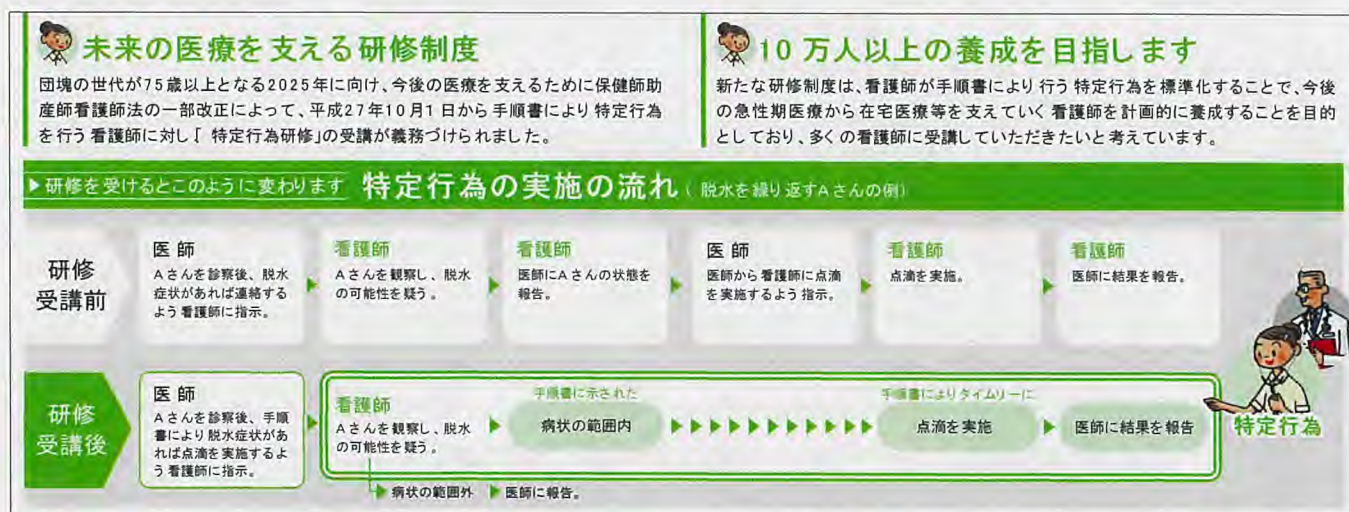 未来の医療を支える研修制度
団塊の世代が75歳以上となる2025年に向け、今後の医療を支えるために保健師助
産師看護師法の一部改正によって、平成27年10月1日から手順書により特定行為
を行う看護師に対し「特定行為研修」の受講が義務づけられました。
10万人以上の養成を目指します
新たな研修制度は、看護師が手順書により行う特定行為を標準化することで、今後
の急性期医療から在宅医療等を支えていく看護師を計画的に養成することを目的
としており、多くの看護師に受講していただきたいと考えています。
▶研修を受けるとこのように変わります 特定行為の実施の流れ(脱水を繰り返すAさんの例)
研修
受講前
医師
Aさんを診察後、脱水
症状があれば連絡する
よう看護師に指示。
看護師
Aさんを観察し、脱水
の可能性を疑う。
看護師
医師にAさんの状態を
報告。
医師
医師から看護師に点滴
を実施するよう指示。
看護師
点滴を実施。
看護師
医師に結果を報告。
研修
受講後
医師
Aさんを診察後、手順
書により脱水症状があ
れば点滴を実施するよ
う看護師に指示。
看護師
Aさんを観察し、脱水
の可能性を疑う。
手順書に示された
病状の範囲内
手順書によりタイムリーに
点滴を実施
医師に結果を報告
特定行為
病状の範囲外 ▶医師に報告。